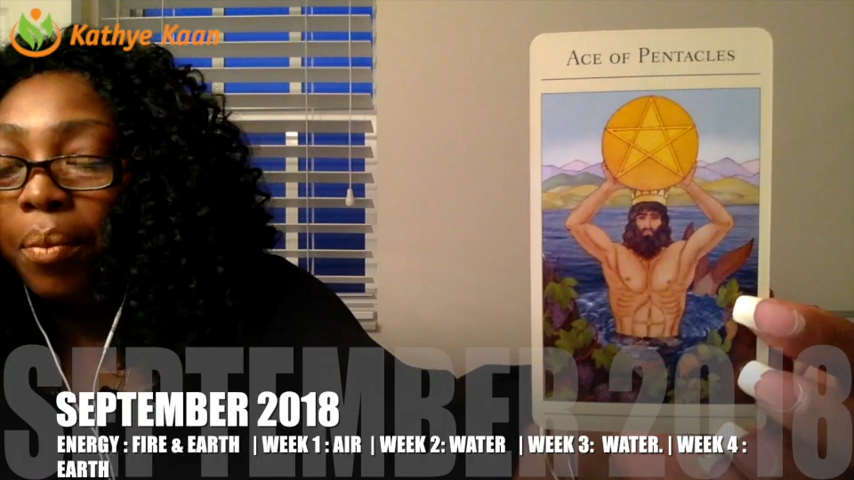 Kathye Kaan
ACE OF PENTACLES
SEPTEMBER 2018
SEPTEMBER 2018
ENERGY : FIRE & EARTH | WEEK 1 : AIR | WEEK 2: WATER | WEEK 3: WATER. | WEEK 4 :
EARTH